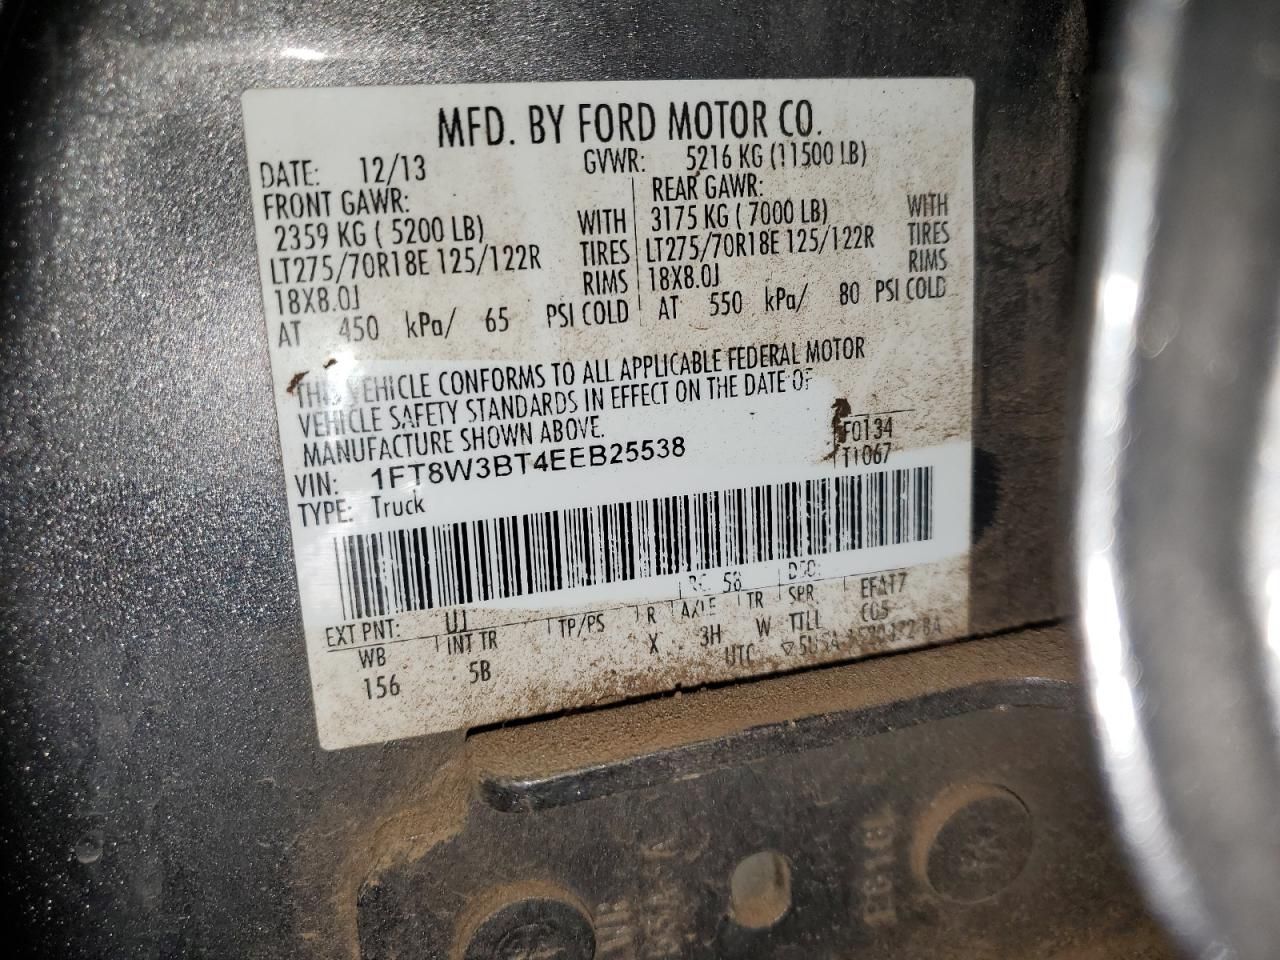 MFD. BY FORD MOTOR CO.
DATE: 12/13 GVWR: 5216 KG (11500 LB)
FRONT GAWR: REAR GAWR:
2359 KG ( 5200 LB) WITH 3175 KG ( 7000 LB) WITH
LT275/70R18E 125/122R TIRES LT275/70R18E 125/122R TIRES
18X8.0J RIMS 18X8.0J RIMS
AT 450 kPa/ 65 PSI COLD AT 550 kPa/ 80 PSI COLD
THIS VEHICLE CONFORMS TO ALL APPLICABLE FEDERAL MOTOR
VEHICLE SAFETY STANDARDS IN EFFECT ON THE DATE OF
MANUFACTURE SHOWN ABOVE.
F0134
VIN: 1FT8W3BT4EEB25538
T1067
TYPE: Truck
58 DSO:
EXT PNT: UJ EFA17
WB INT TR TP/PS R AXLE TR SPR
156 5B X 3H W TILL C05
UTC